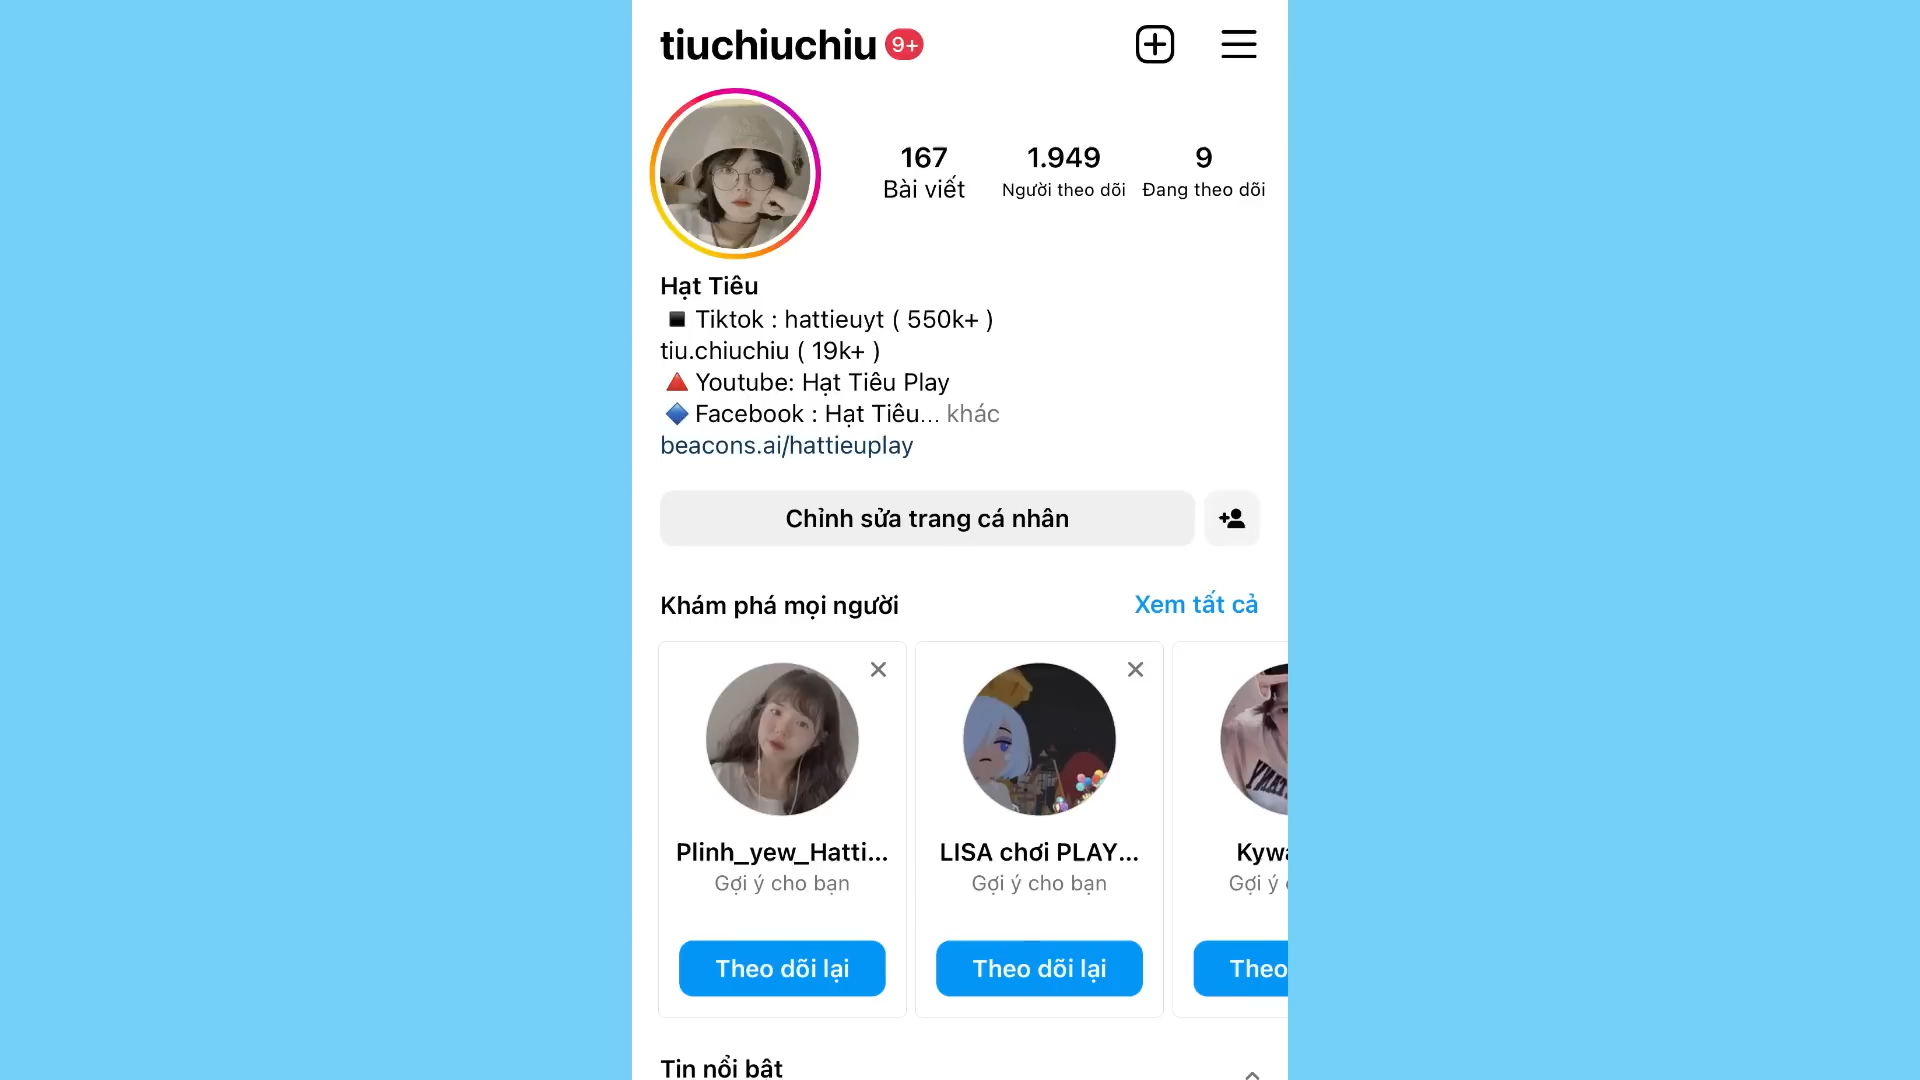 tiuchiuchiu 9+
167 1.949 9
Bài viết Người theo dõi Đang theo dõi
Hạt Tiêu
Tiktok : hattieuyt ( 550k+ )
tiu.chiuchiu ( 19k+ )
Youtube: Hạt Tiêu Play
Facebook : Hạt Tiêu... khác
beacons.ai/hattieuplay
Chỉnh sửa trang cá nhân
Khám phá mọi người Xem tất cả
Plinh_yew_Hatti... LISA chơi PLAY... Kywa
Gợi ý cho bạn Gợi ý cho bạn Gợi ý
Theo dõi lại Theo dõi lại Theo
Tin nổi bật